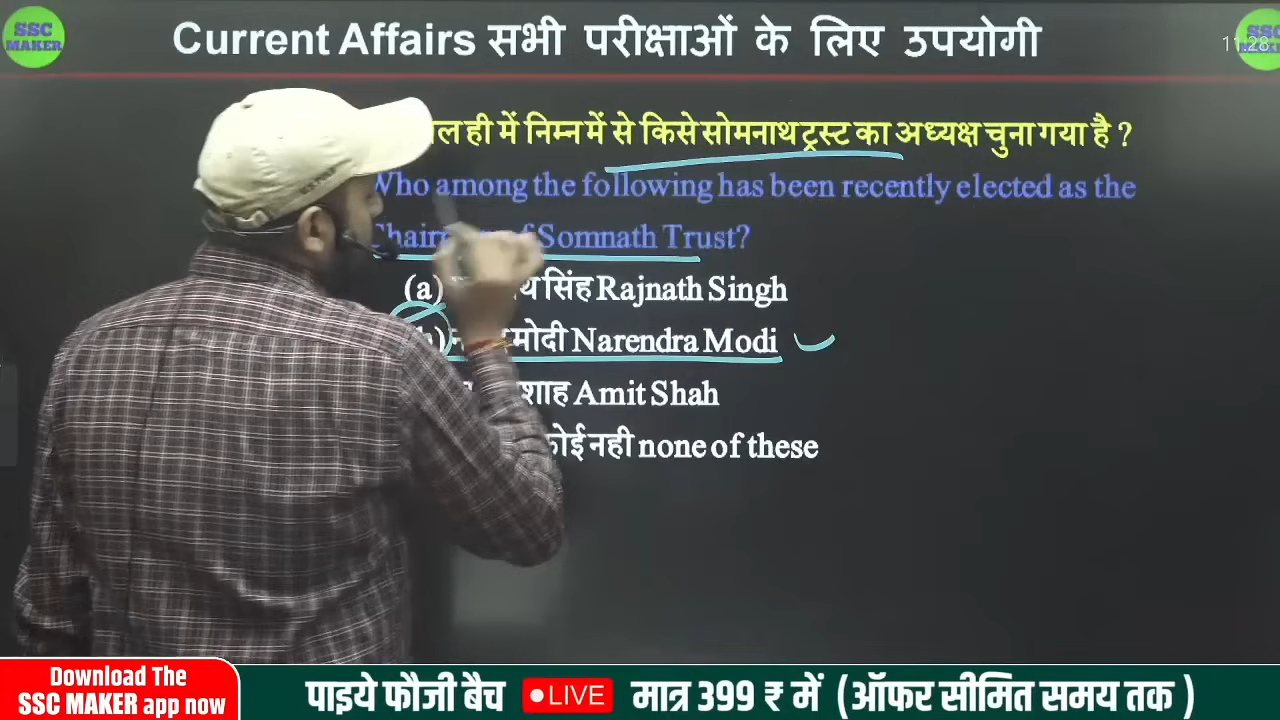 SSC
MAKER
Current Affairs सभी परीक्षाओं के लिए उपयोगी
11:28
ही में निम्न में से किसे सोमनाथ ट्रस्ट का अध्यक्ष चुना गया है ?
Who among the following has been recently elected as the
of Somnath Trust?
(a) सिंह Rajnath Singh
मोदी Narendra Modi
शाह Amit Shah
कोई नही none of these
Download The
SSC MAKER app now
पाइये फौजी बैच LIVE मात्र 399 ₹ में (ऑफर सीमित समय तक )